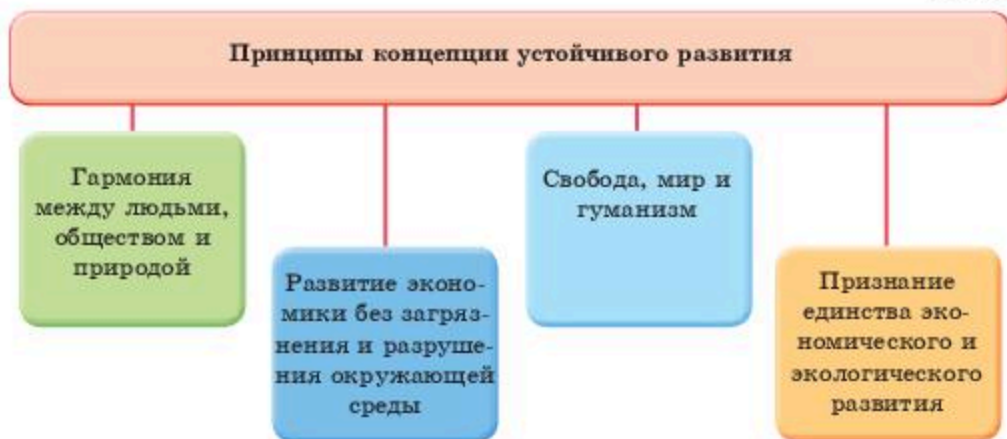 Принципы концепции устойчивого развития
Гармония
между людьми,
обществом и
природой
Развитие эконо-
мики без загряз-
нения и разруше-
ния окружающей
среды
Свобода, мир и
гуманизм
Признание
единства эко-
номического и
экологического
развития